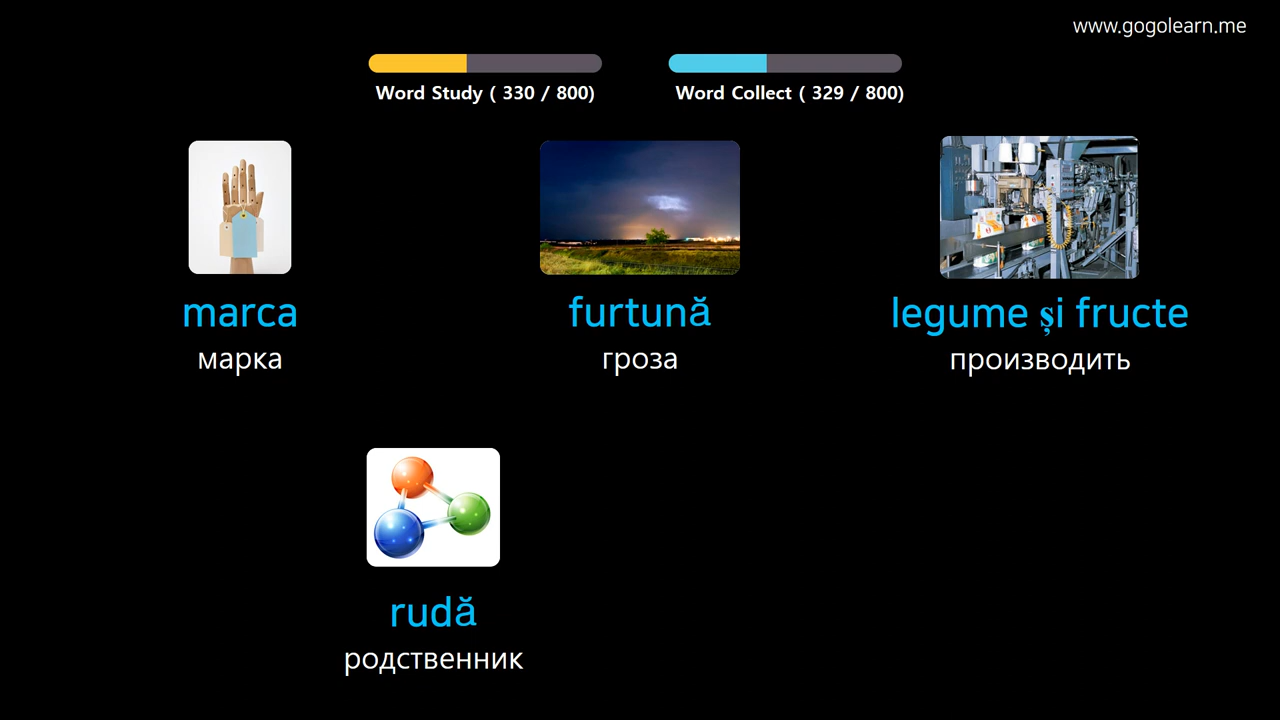 www.gogolearn.me
Word Study ( 330 / 800)
Word Collect ( 329 / 800)
marca
furtună
legume și fructe
марка
гроза
производить
rudă
родственник